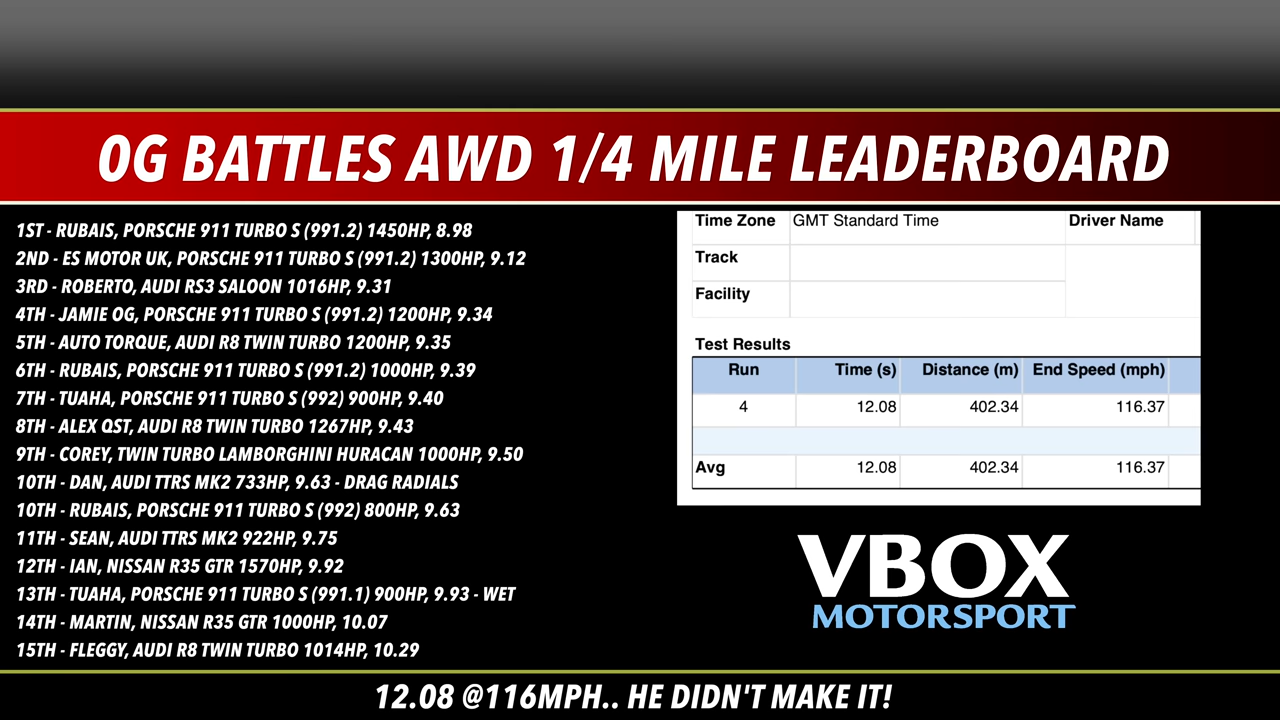 0G BATTLES AWD 1/4 MILE LEADERBOARD
1ST - RUBAIS, PORSCHE 911 TURBO S (991.2) 1450HP, 8.98
2ND - ES MOTOR UK, PORSCHE 911 TURBO S (991.2) 1300HP, 9.12
3RD - ROBERTO, AUDI RS3 SALOON 1016HP, 9.31
4TH - JAMIE OG, PORSCHE 911 TURBO S (991.2) 1200HP, 9.34
5TH - AUTO TORQUE, AUDI R8 TWIN TURBO 1200HP, 9.35
6TH - RUBAIS, PORSCHE 911 TURBO S (991.2) 1000HP, 9.39
7TH - TUAHA, PORSCHE 911 TURBO S (992) 900HP, 9.40
8TH - ALEX QST, AUDI R8 TWIN TURBO 1267HP, 9.43
9TH - COREY, TWIN TURBO LAMBORGHINI HURACAN 1000HP, 9.50
10TH - DAN, AUDI TTRS MK2 733HP, 9.63 - DRAG RADIALS
10TH - RUBAIS, PORSCHE 911 TURBO S (992) 800HP, 9.63
11TH - SEAN, AUDI TTRS MK2 922HP, 9.75
12TH - IAN, NISSAN R35 GTR 1570HP, 9.92
13TH - TUAHA, PORSCHE 911 TURBO S (991.1) 900HP, 9.93 - WET
14TH - MARTIN, NISSAN R35 GTR 1000HP, 10.07
15TH - FLEGGY, AUDI R8 TWIN TURBO 1014HP, 10.29
Time Zone GMT Standard Time Driver Name
Track
Facility
Test Results
Run Time (s) Distance (m) End Speed (mph)
4 12.08 402.34 116.37
Avg 12.08 402.34 116.37
VBOX
MOTORSPORT
12.08 @116MPH.. HE DIDN'T MAKE IT!